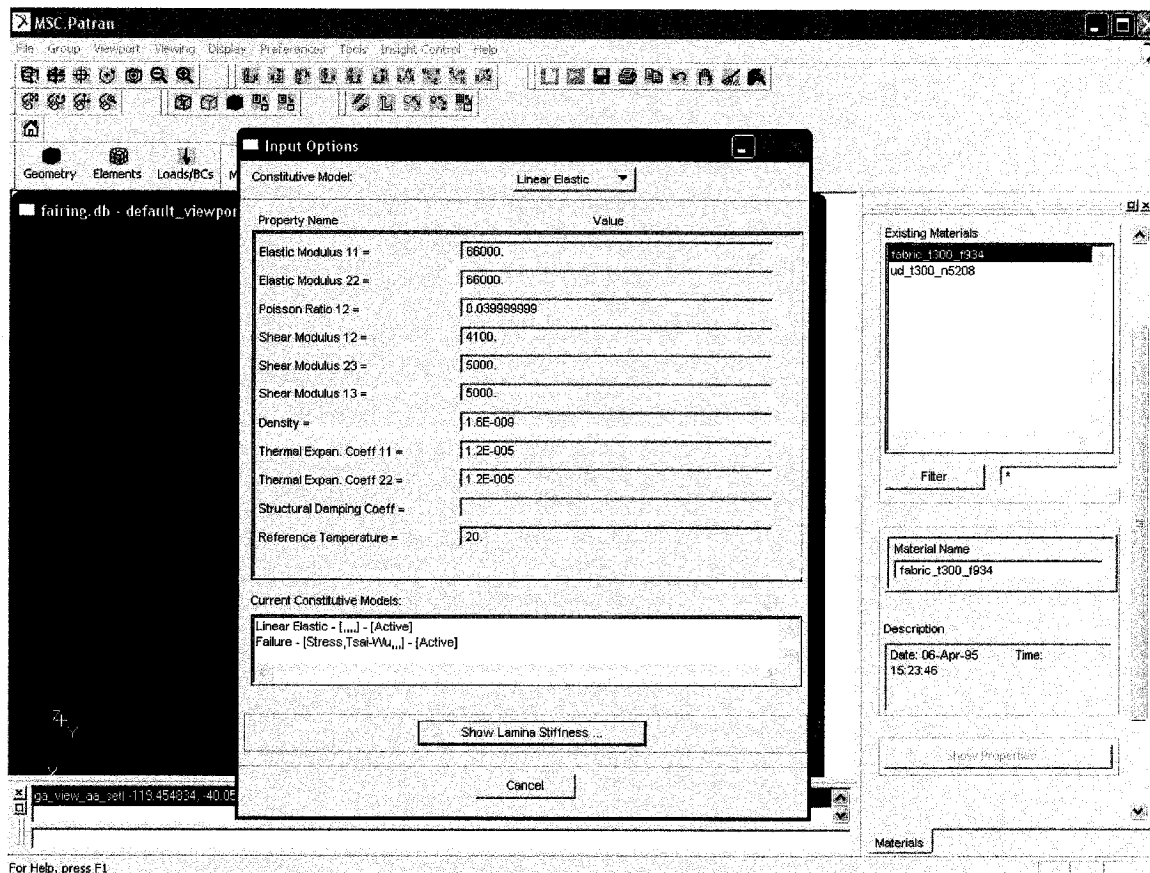 MSC.Patran
File Group Viewport Viewing Display Preferences Tools Insight Control Help
Geometry Elements Loads/BCs M
fairing.db - default_viewpor
Input Options
Constitutive Model: Linear Elastic
Property Name Value
Elastic Modulus 11 = 66000.
Elastic Modulus 22 = 66000.
Poisson Ratio 12 = 0.039999999
Shear Modulus 12 = 4100.
Shear Modulus 23 = 5000.
Shear Modulus 13 = 5000.
Density = 1.6E-009
Thermal Expan. Coeff 11 = 1.2E-005
Thermal Expan. Coeff 22 = 1.2E-005
Structural Damping Coeff =
Reference Temperature = 20.
Current Constitutive Models:
Linear Elastic - [,,,,] - [Active]
Failure - [Stress,Tsai-Wu,,,] - [Active]
Show Lamina Stiffness ...
Cancel
Existing Materials
fabric_t300_f934
ud_t300_n5208
Filter *
Material Name
fabric_t300_f934
Description
Date: 06-Apr-95 Time:
15:23:46
Show Properties
Materials
Z Y
X
ga_view_aa_set( -119.454834, -40.05
For Help, press F1